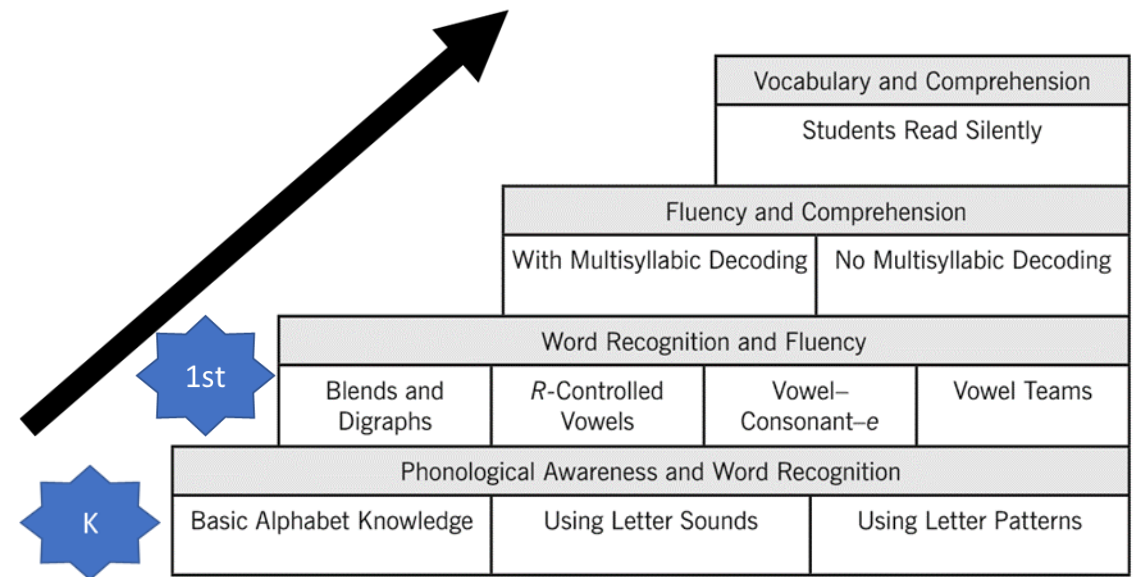 Vocabulary and Comprehension
Students Read Silently
Fluency and Comprehension
With Multisyllabic Decoding
No Multisyllabic Decoding
1st
Word Recognition and Fluency
Blends and
Digraphs
R-Controlled
Vowels
Vowel–
Consonant–e
Vowel Teams
K
Phonological Awareness and Word Recognition
Basic Alphabet Knowledge
Using Letter Sounds
Using Letter Patterns